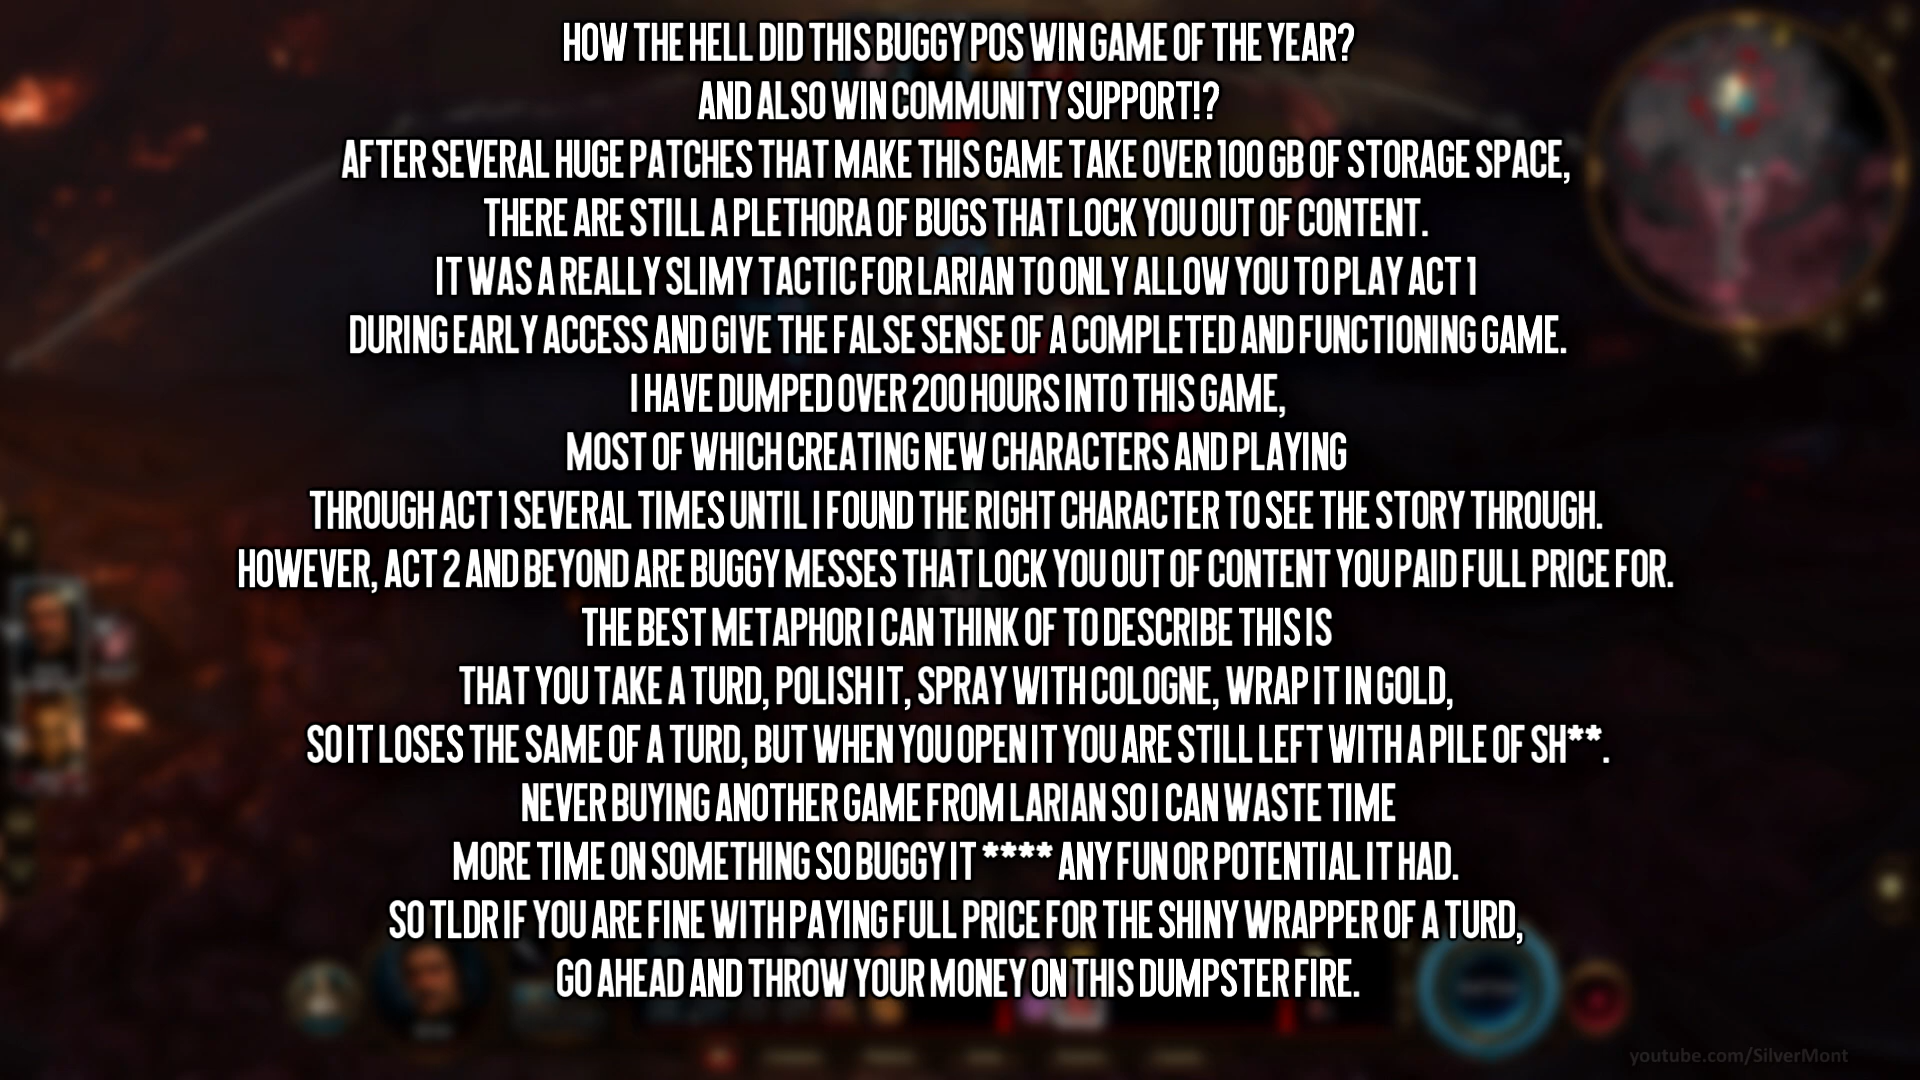 HOW THE HELL DID THIS BUGGY POS WIN GAME OF THE YEAR?
AND ALSO WIN COMMUNITY SUPPORT!?
AFTER SEVERAL HUGE PATCHES THAT MAKE THIS GAME TAKE OVER 100 GB OF STORAGE SPACE,
THERE ARE STILL A PLETHORA OF BUGS THAT LOCK YOU OUT OF CONTENT.
IT WAS A REALLY SLIMY TACTIC FOR LARIAN TO ONLY ALLOW YOU TO PLAY ACT 1
DURING EARLY ACCESS AND GIVE THE FALSE SENSE OF A COMPLETED AND FUNCTIONING GAME.
I HAVE DUMPED OVER 200 HOURS INTO THIS GAME,
MOST OF WHICH CREATING NEW CHARACTERS AND PLAYING
THROUGH ACT 1 SEVERAL TIMES UNTIL I FOUND THE RIGHT CHARACTER TO SEE THE STORY THROUGH.
HOWEVER, ACT 2 AND BEYOND ARE BUGGY MESSES THAT LOCK YOU OUT OF CONTENT YOU PAID FULL PRICE FOR.
THE BEST METAPHOR I CAN THINK OF TO DESCRIBE THIS IS
THAT YOU TAKE A TURD, POLISH IT, SPRAY WITH COLOGNE, WRAP IT IN GOLD,
SO IT LOSES THE SAME OF A TURD, BUT WHEN YOU OPEN IT YOU ARE STILL LEFT WITH A PILE OF SH**.
NEVER BUYING ANOTHER GAME FROM LARIAN SO I CAN WASTE TIME
MORE TIME ON SOMETHING SO BUGGY IT **** ANY FUN OR POTENTIAL IT HAD.
SO TLDR IF YOU ARE FINE WITH PAYING FULL PRICE FOR THE SHINY WRAPPER OF A TURD,
GO AHEAD AND THROW YOUR MONEY ON THIS DUMPSTER FIRE.
youtube.com/SilverMont